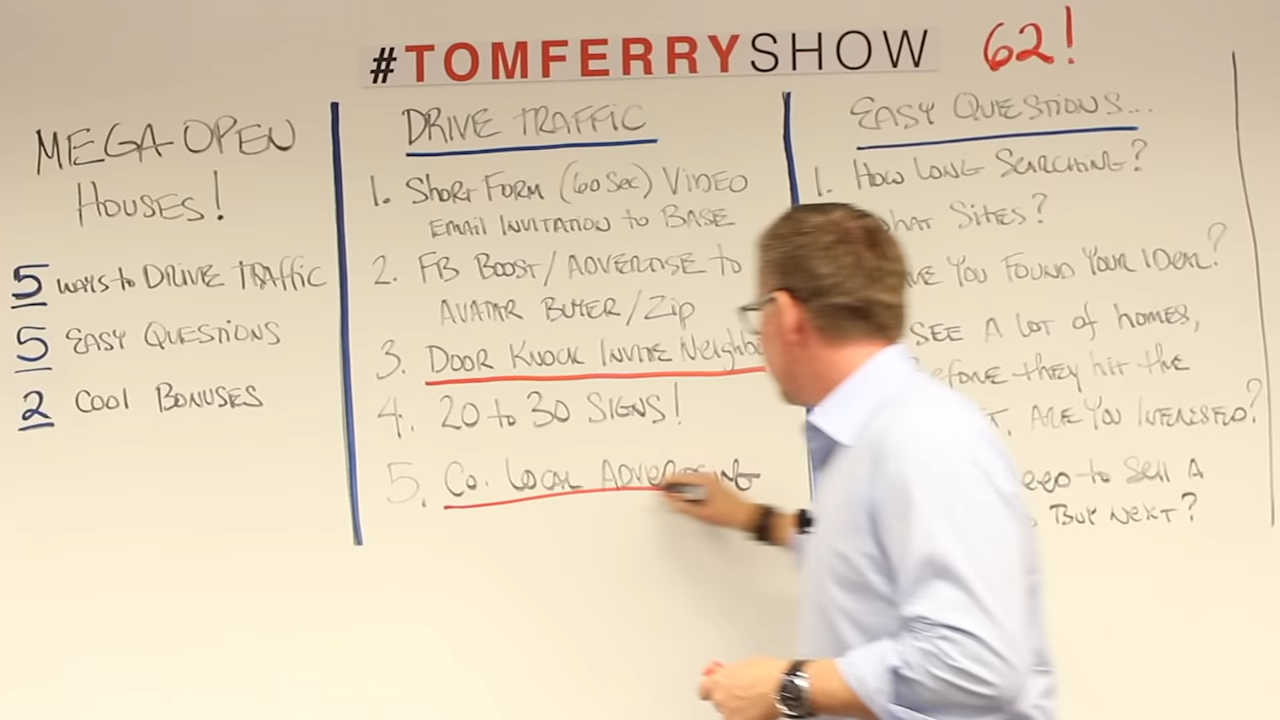 #TOMFERRYSHOW 62!
MEGA OPEN
HOUSES!
5 WAYS to DRIVE TRAFFIC
5 EASY QUESTIONS
2 COOL BONUSES
DRIVE TRAFFIC
1. SHORT FORM (60 SEC) VIDEO
EMAIL INVITATION to BASE
2. FB BOOST/ADVERTISE to
AVATAR BUYER/ZIP
3. DOOR KNOCK INVITE
4. 20 to 30 SIGNS!
5. CO. LOCAL ADVERTISING
EASY QUESTIONS...
1. HOW LONG SEARCHING?
SITES?
YOU FOUND YOUR IDEAL?
SEE A LOT of HOMES,
they hit the
ARE YOU INTERESTED?
to SELL A
BUY NEXT?